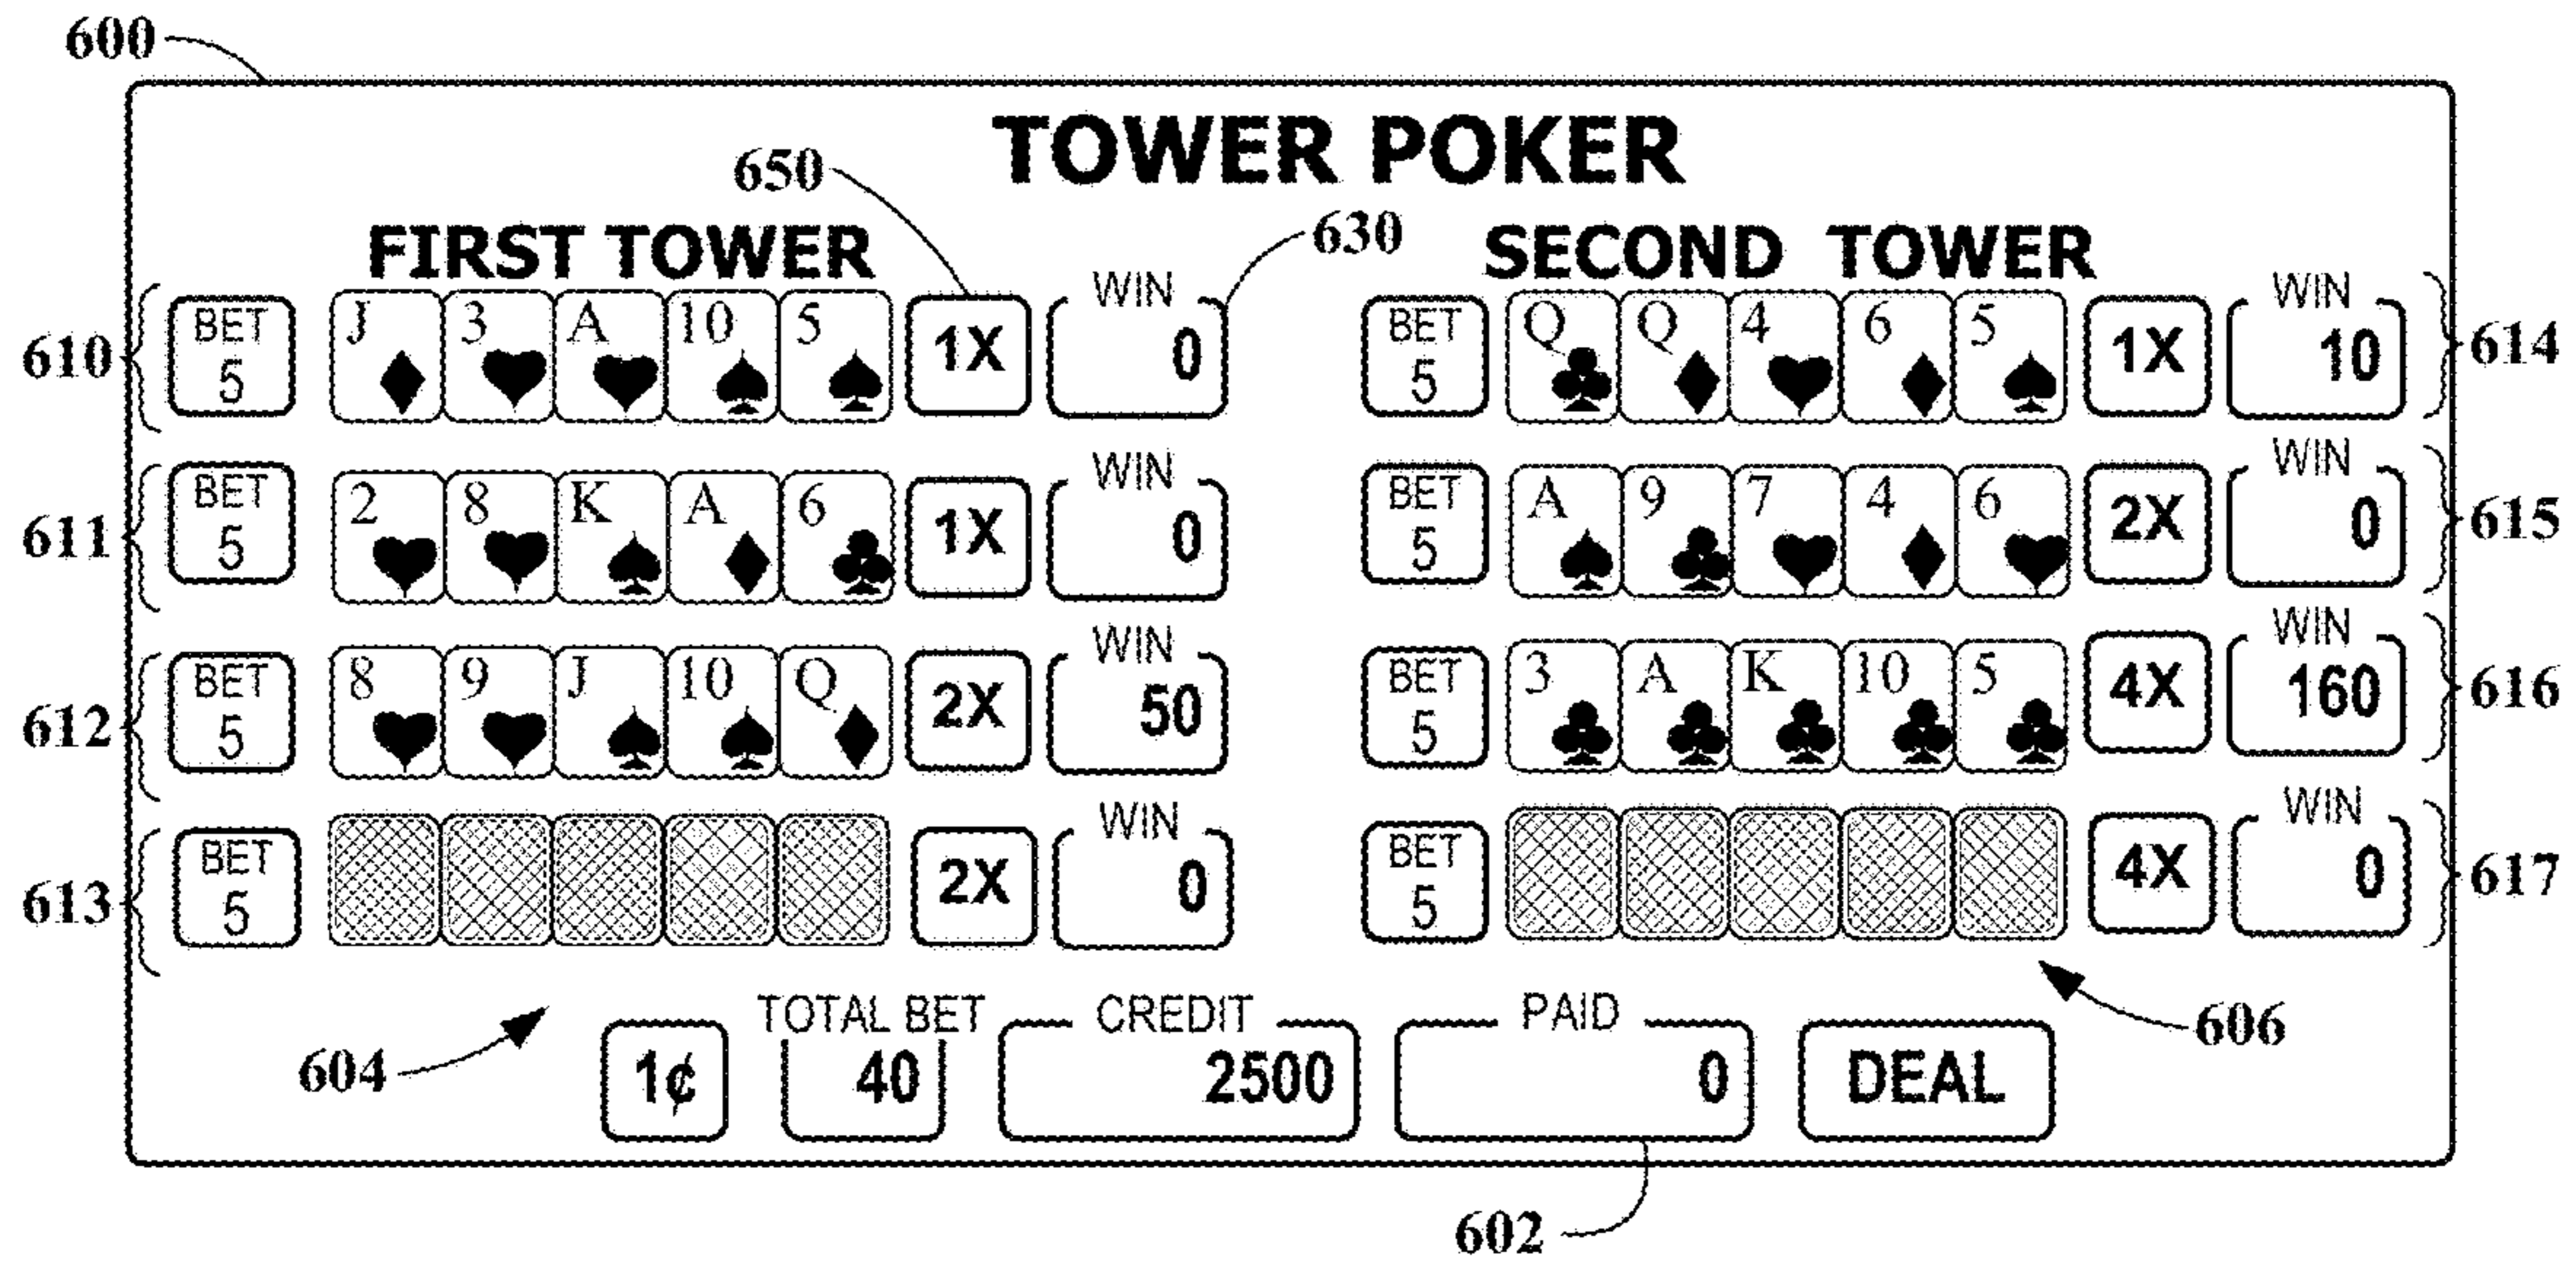 600
TOWER POKER
650
630
FIRST TOWER
SECOND TOWER
610
BET
5
J 3 A 10 5
1X
WIN
0
BET
5
Q Q 4 6 5
1X
WIN
10
614
611
BET
5
2 8 K A 6
1X
WIN
0
BET
5
A 9 7 4 6
2X
WIN
0
615
612
BET
5
8 9 J 10 Q
2X
WIN
50
BET
5
3 A K 10 5
4X
WIN
160
616
613
BET
5
2X
WIN
0
BET
5
4X
WIN
0
617
604
1¢
TOTAL BET
40
CREDIT
2500
PAID
0
DEAL
606
602